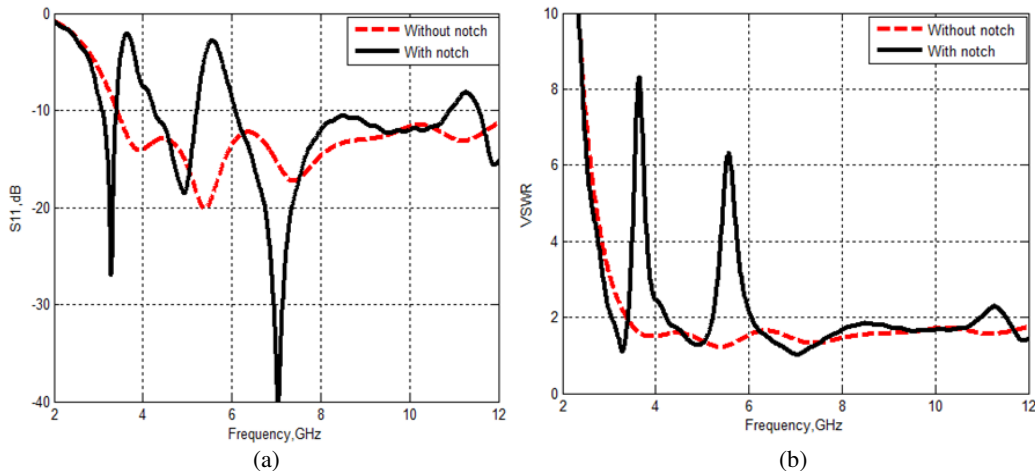 0
-10
-20
-30
-40
S11,dB
2 4 6 8 10 12
Frequency,GHz
Without notch
With notch
(a)
10
8
6
4
2
0
VSWR
2 4 6 8 10 12
Frequency,GHz
Without notch
With notch
(b)